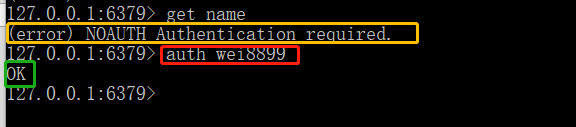 127.0.0.1:6379> get name
(error) NOAUTH Authentication required.
127.0.0.1:6379> auth wei8899
OK
127.0.0.1:6379>